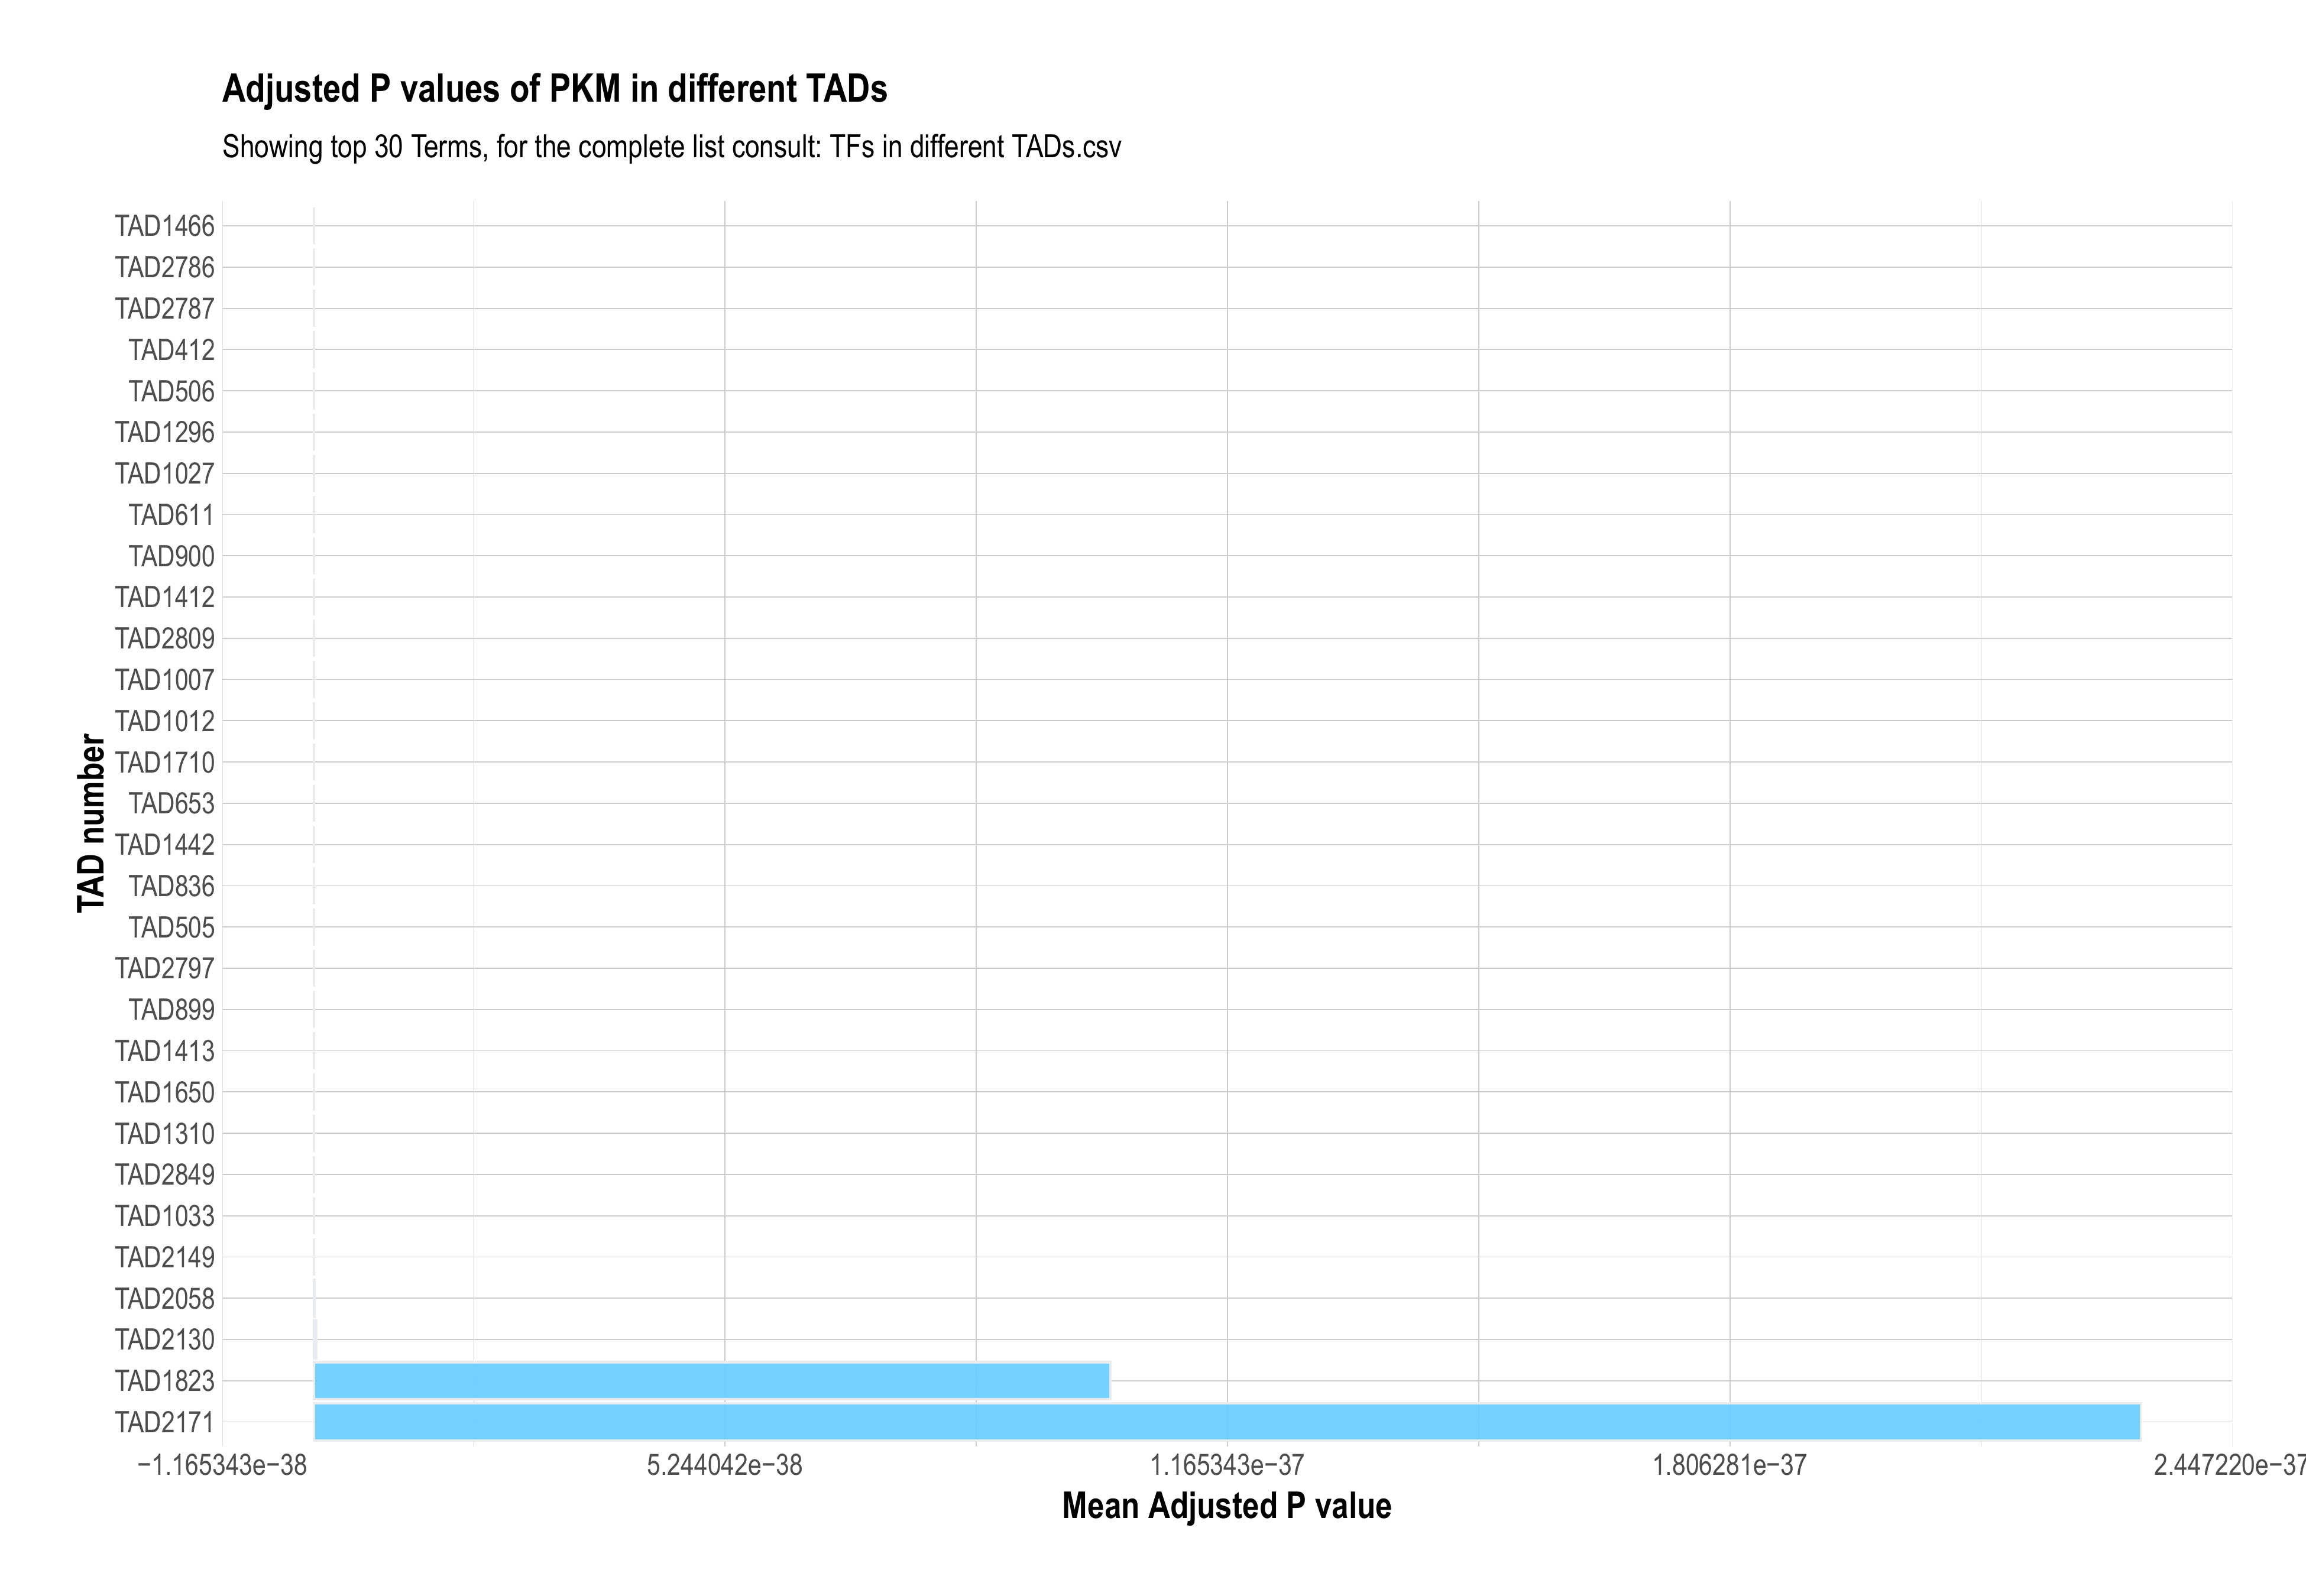 Adjusted P values of PKM in different TADs
Showing top 30 Terms, for the complete list consult: TFs in different TADs.csv
TAD number
TAD1466
TAD2786
TAD2787
TAD412
TAD506
TAD1296
TAD1027
TAD611
TAD900
TAD1412
TAD2809
TAD1007
TAD1012
TAD1710
TAD653
TAD1442
TAD836
TAD505
TAD2797
TAD899
TAD1413
TAD1650
TAD1310
TAD2849
TAD1033
TAD2149
TAD2058
TAD2130
TAD1823
TAD2171
−1.165343e−38 5.244042e−38 1.165343e−37 1.806281e−37 2.447220e−37
Mean Adjusted P value